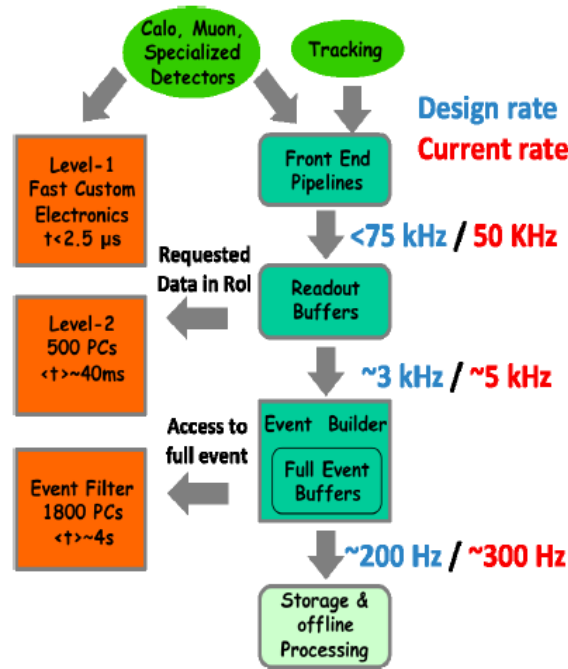 Calo, Muon,
Specialized
Detectors
Tracking
Design rate
Current rate
Level-1
Fast Custom
Electronics
t<2.5 μs
Front End
Pipelines
<75 kHz / 50 KHz
Requested
Data in RoI
Readout
Buffers
Level-2
500 PCs
<t>~40ms
~3 kHz / ~5 kHz
Access to
full event
Event Builder
Full Event
Buffers
Event Filter
1800 PCs
<t>~4s
~200 Hz / ~300 Hz
Storage &
offline
Processing